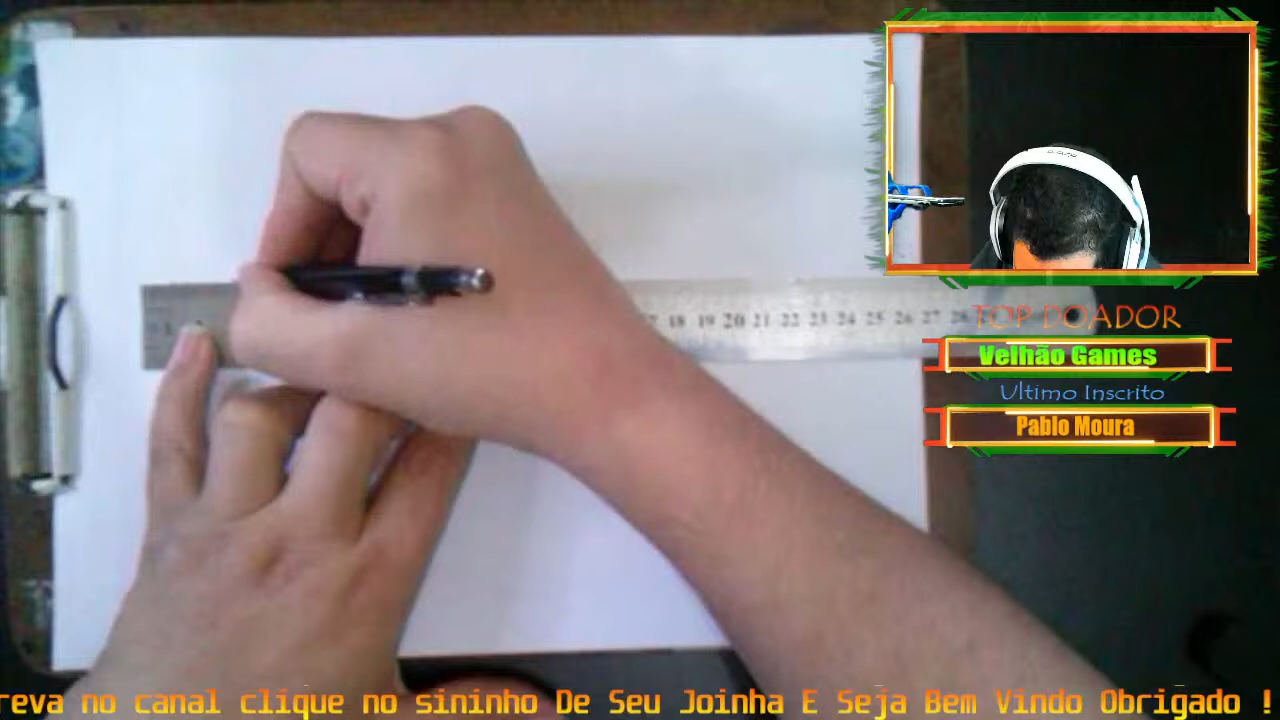 18 19 20 21 22 23 24 25 26 27 28
TOP DOADOR
Velhão Games
Ultimo Inscrito
Pablo Moura
reva no canal clique no sininho De Seu Joinha E Seja Bem Vindo Obrigado !